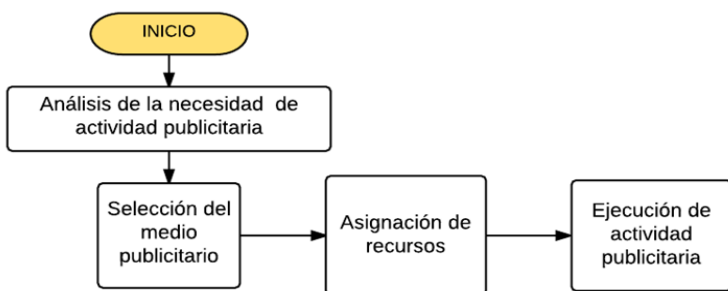 INICIO
Análisis de la necesidad de
actividad publicitaria
Selección del
medio
publicitario
Asignación de
recursos
Ejecución de
actividad
publicitaria